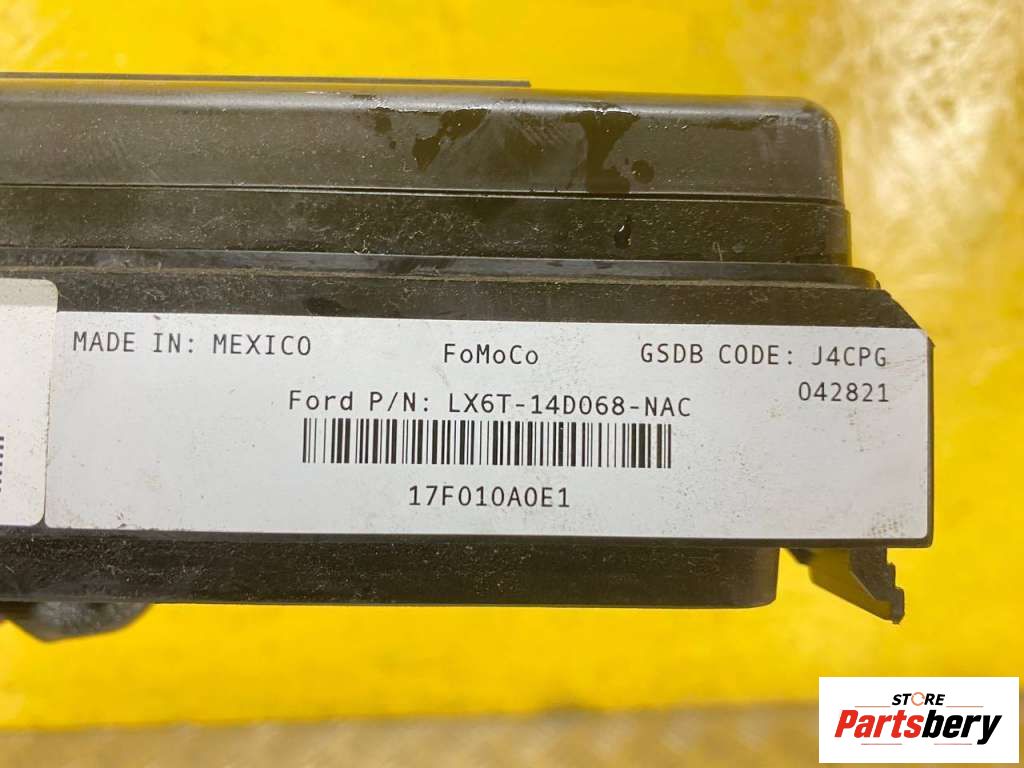 MADE IN: MEXICO FoMoCo GSDB CODE: J4CPG
042821
Ford P/N: LX6T-14D068-NAC
17F010A0E1
STORE
Partsbery